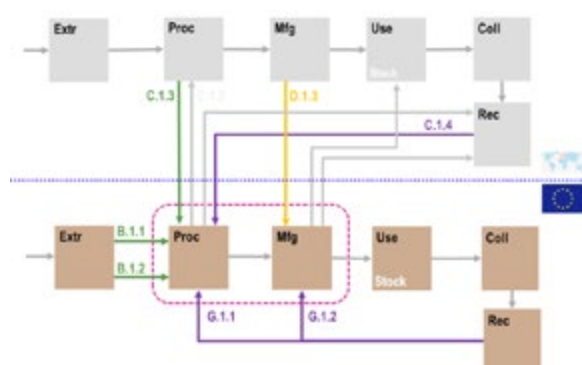 Extr
Proc
Mfg
Use
Stock
Coll
Rec
C.1.3
D.1.3
C.1.4
Extr
B.1.1
B.1.2
Proc
Mfg
Use
Stock
Coll
Rec
G.1.1
G.1.2